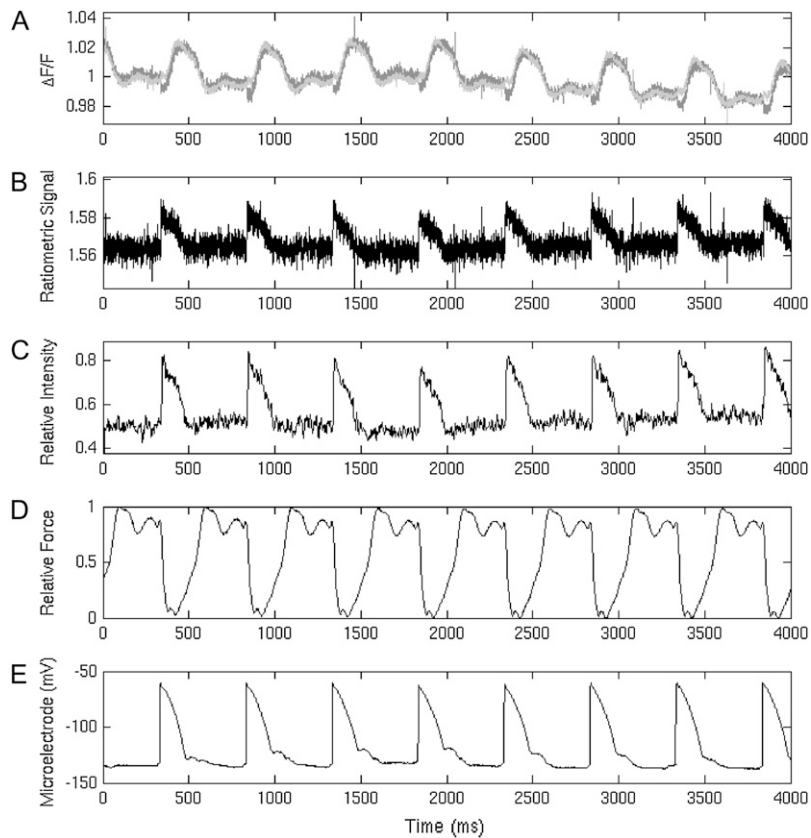 A
ΔF/F
1.04
1.02
1
0.98
0 500 1000 1500 2000 2500 3000 3500 4000
B
Ratiometric Signal
1.6
1.58
1.56
0 500 1000 1500 2000 2500 3000 3500 4000
C
Relative Intensity
0.8
0.6
0.4
0 500 1000 1500 2000 2500 3000 3500 4000
D
Relative Force
1
0.5
0
0 500 1000 1500 2000 2500 3000 3500 4000
E
Microelectrode (mV)
-50
-100
-150
0 500 1000 1500 2000 2500 3000 3500 4000
Time (ms)